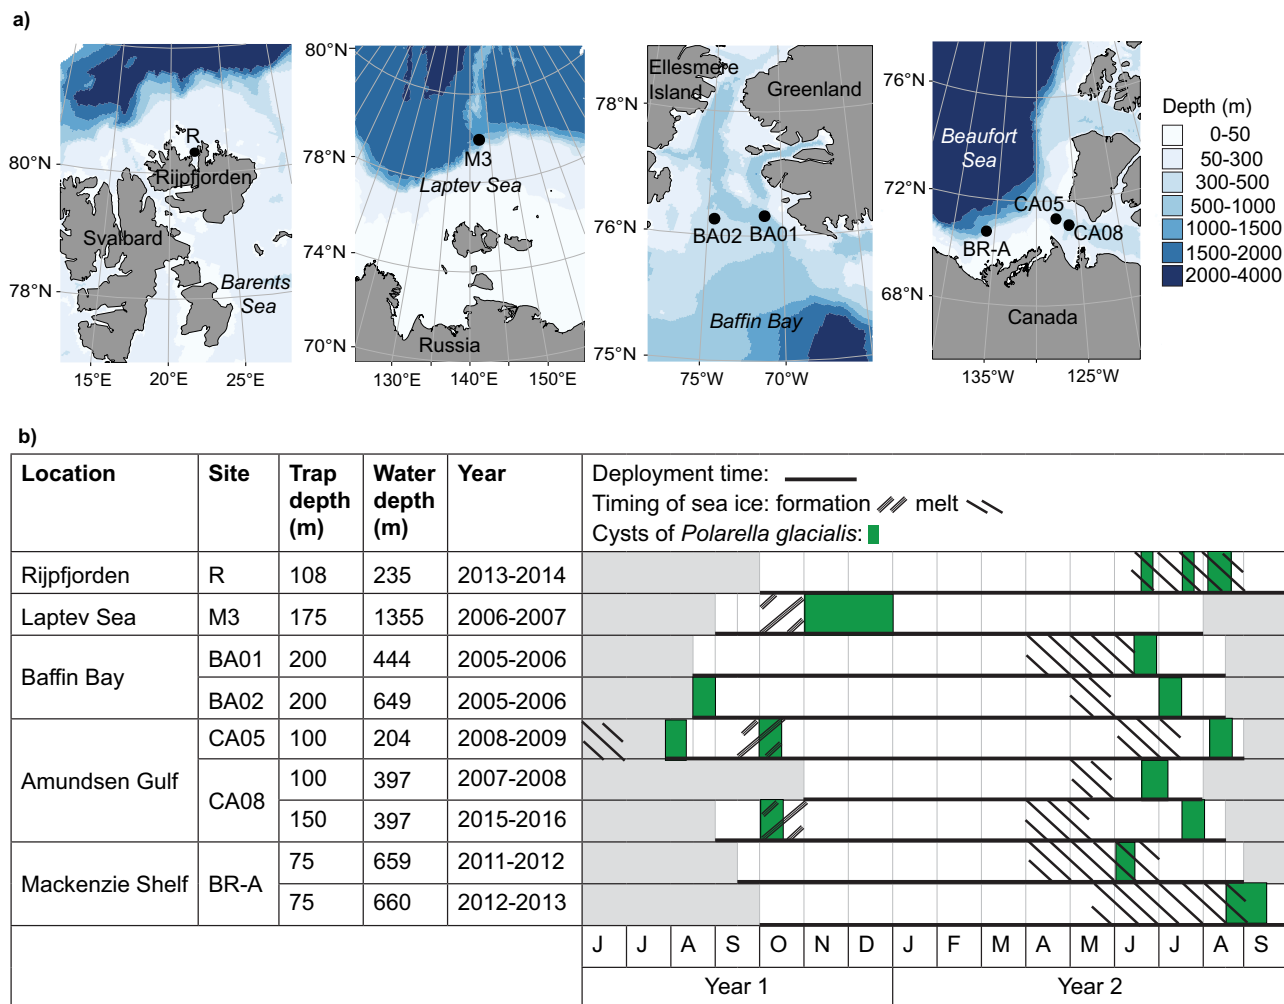 a)
80°N
78°N
15°E
20°E
25°E
R
Rijpfjorden
Svalbard
Barents
Sea
80°N
78°N
74°N
70°N
130°E
140°E
150°E
M3
Laptev Sea
Russia
78°N
76°N
75°N
75°W
70°W
Ellesmere
Island
Greenland
BA02
BA01
Baffin Bay
76°N
72°N
68°N
135°W
125°W
Beaufort
Sea
CA05
CA08
BR-A
Canada
Depth (m)
0-50
50-300
300-500
500-1000
1000-1500
1500-2000
2000-4000
b)
Location
Site
Trap
depth
(m)
Water
depth
(m)
Year
Deployment time:
Timing of sea ice: formation melt
Cysts of Polarella glacialis:
Rijpfjorden R 108 235 2013-2014
Laptev Sea M3 175 1355 2006-2007
Baffin Bay
BA01 200 444 2005-2006
BA02 200 649 2005-2006
Amundsen Gulf
CA05 100 204 2008-2009
CA08
100 397 2007-2008
150 397 2015-2016
Mackenzie Shelf BR-A
75 659 2011-2012
75 660 2012-2013
J J A S O N D J F M A M J J A S
Year 1 Year 2